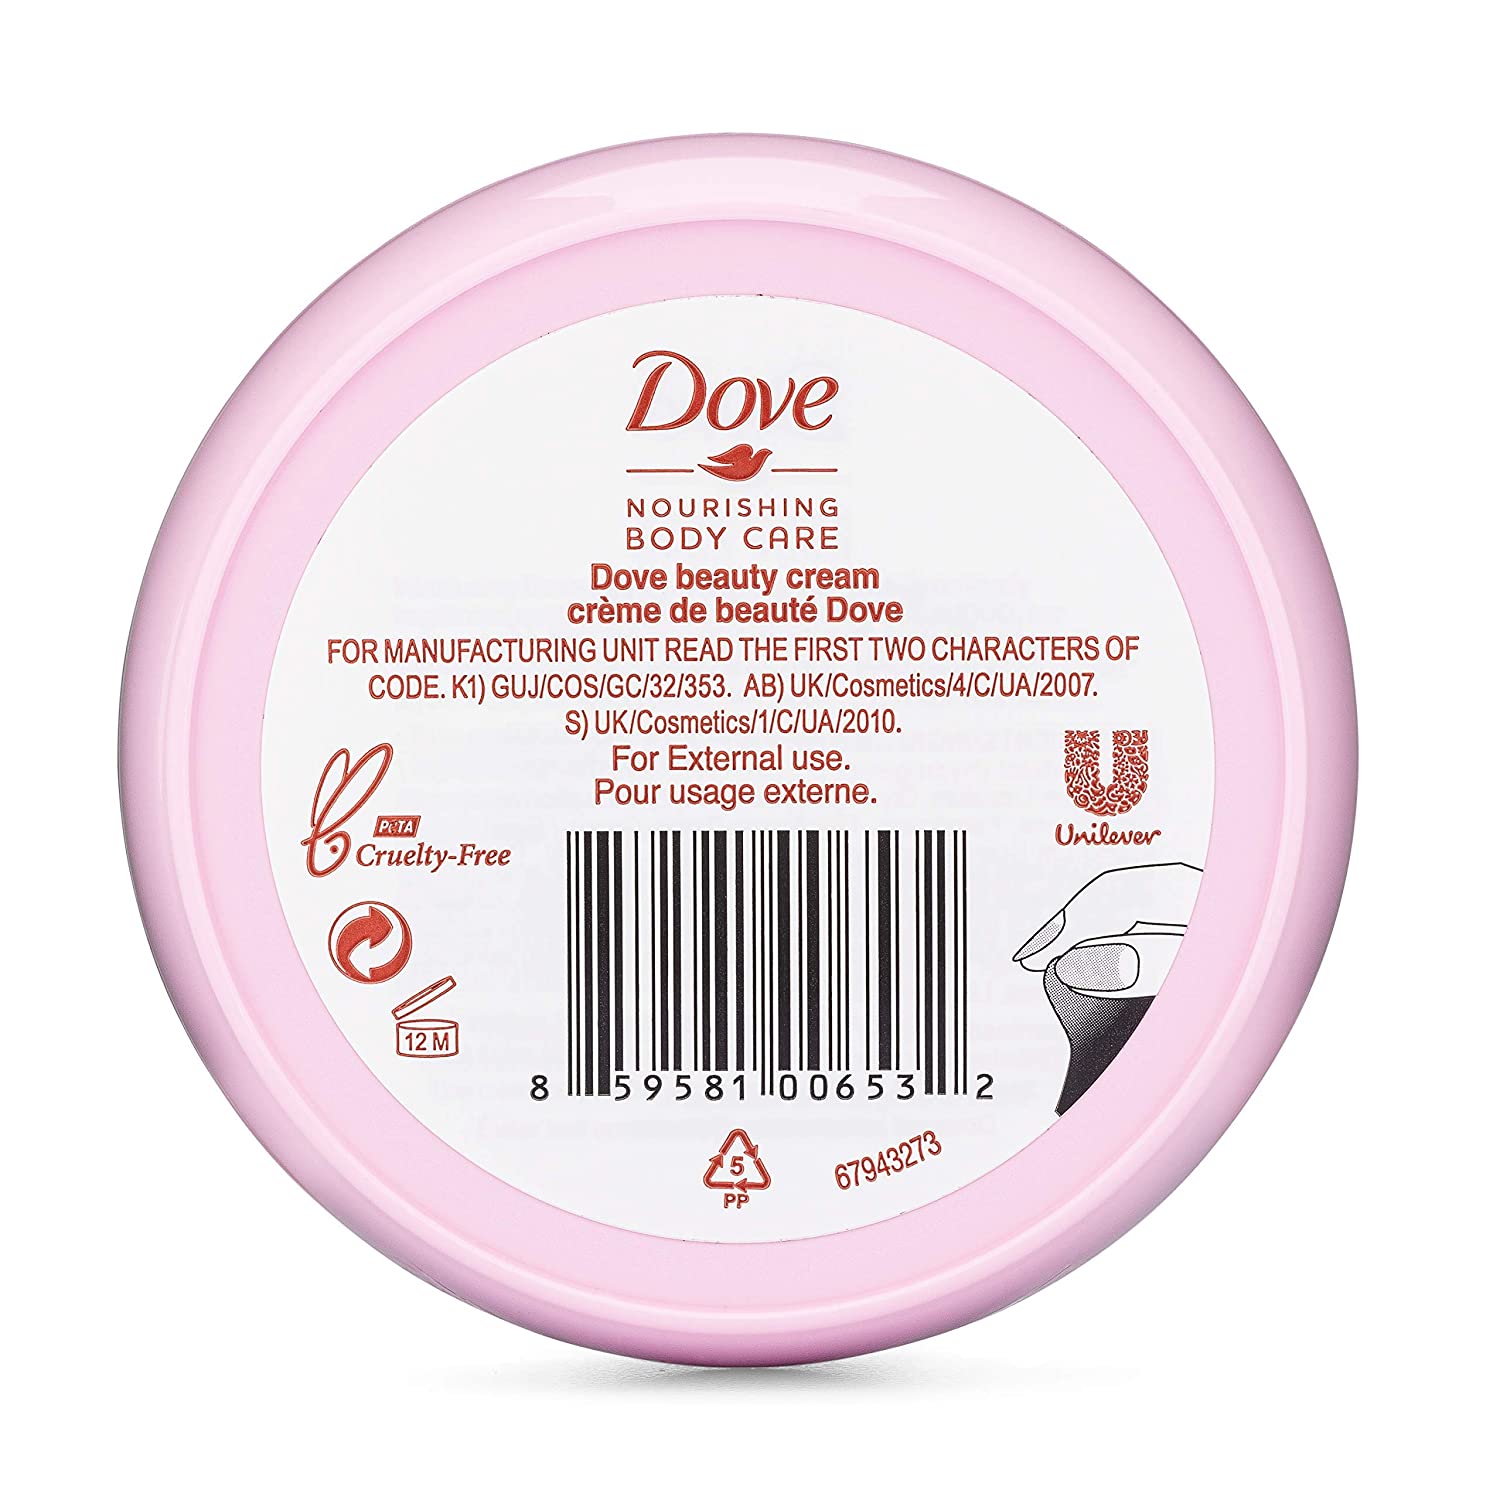 Dove
NOURISHING
BODY CARE
Dove beauty cream
crème de beauté Dove
FOR MANUFACTURING UNIT READ THE FIRST TWO CHARACTERS OF
CODE. K1) GUJ/COS/GC/32/353. AB) UK/Cosmetics/4/C/UA/2007.
S) UK/Cosmetics/1/C/UA/2010.
For External use.
Pour usage externe.
PeTA
Cruelty-Free
Unilever
12 M
8 59581 00653 2
5
PP
67943273